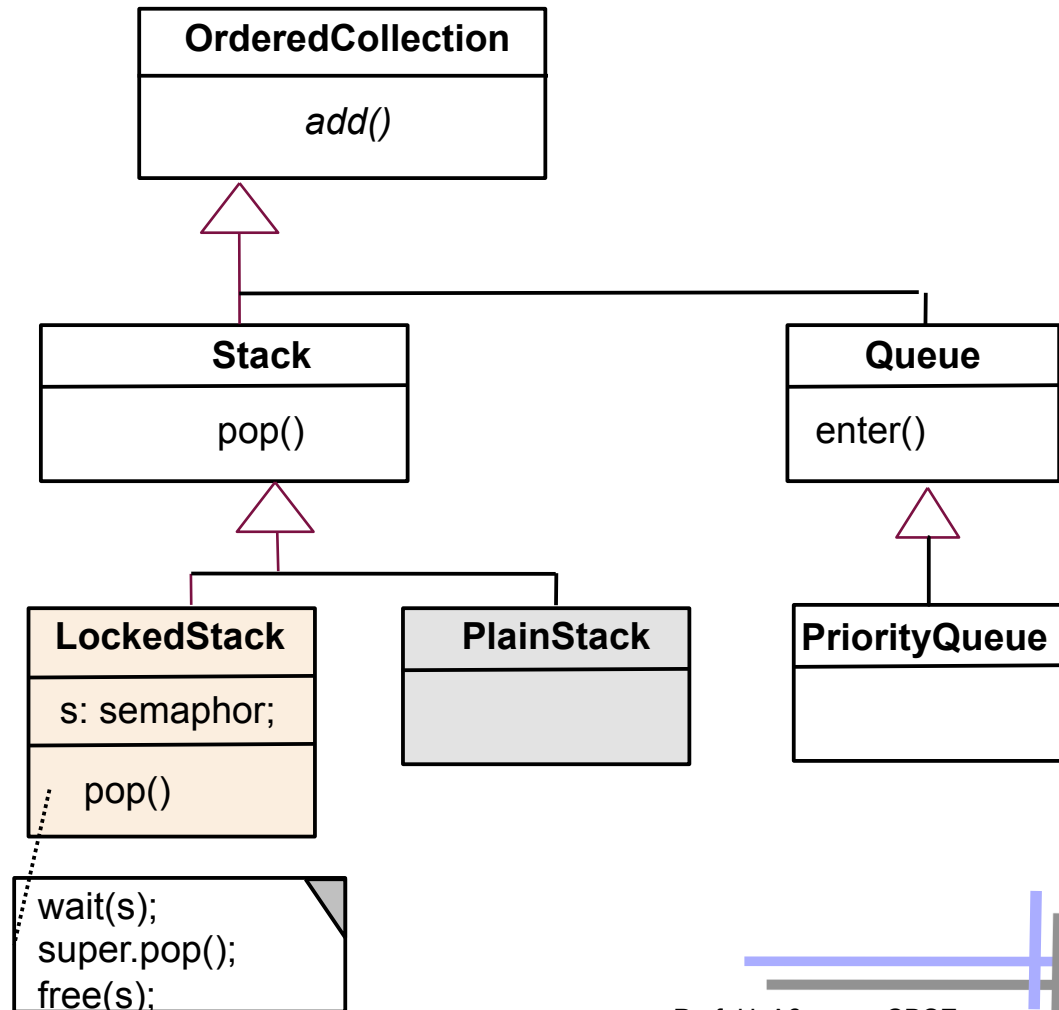 OrderedCollection
add()
Stack
Queue
pop()
enter()
LockedStack
PlainStack
PriorityQueue
s: semaphor;
pop()
wait(s);
super.pop();
free(s);